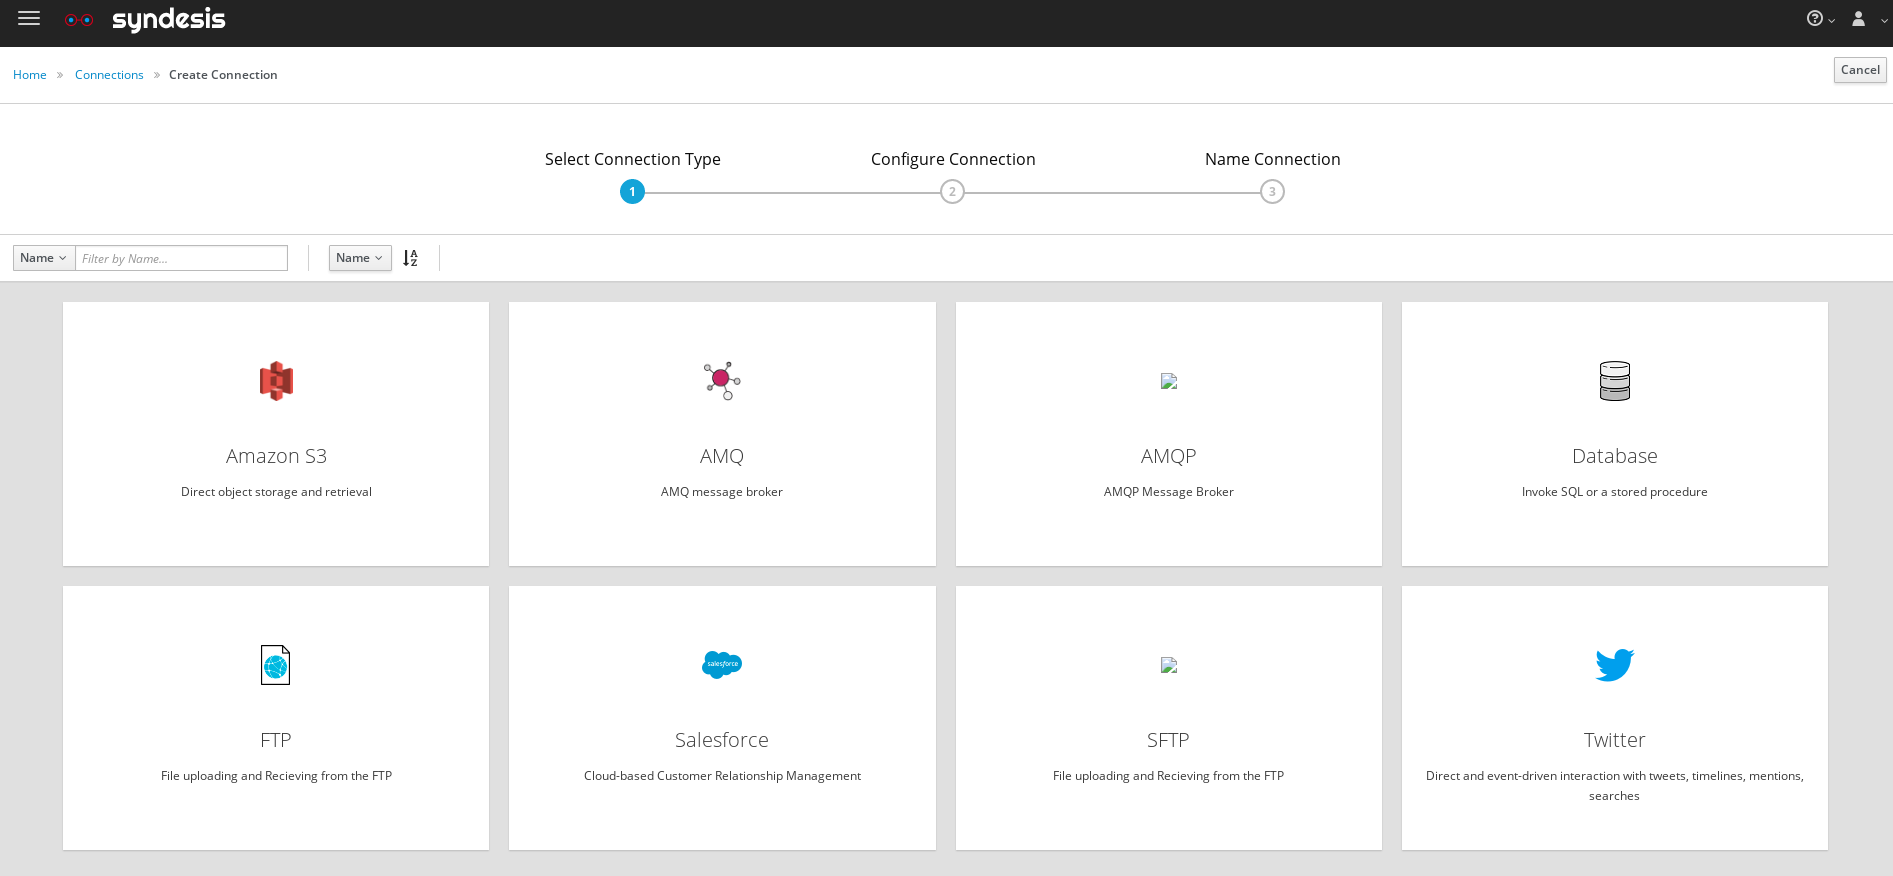 syndesis
Home » Connections » Create Connection
Cancel
Select Connection Type
Configure Connection
Name Connection
1
2
3
Name
Filter by Name...
Name
A
Z
Amazon S3
Direct object storage and retrieval
AMQ
AMQ message broker
AMQP
AMQP Message Broker
Database
Invoke SQL or a stored procedure
FTP
File uploading and Recieving from the FTP
salesforce
Salesforce
Cloud-based Customer Relationship Management
SFTP
File uploading and Recieving from the FTP
Twitter
Direct and event-driven interaction with tweets, timelines, mentions,
searches